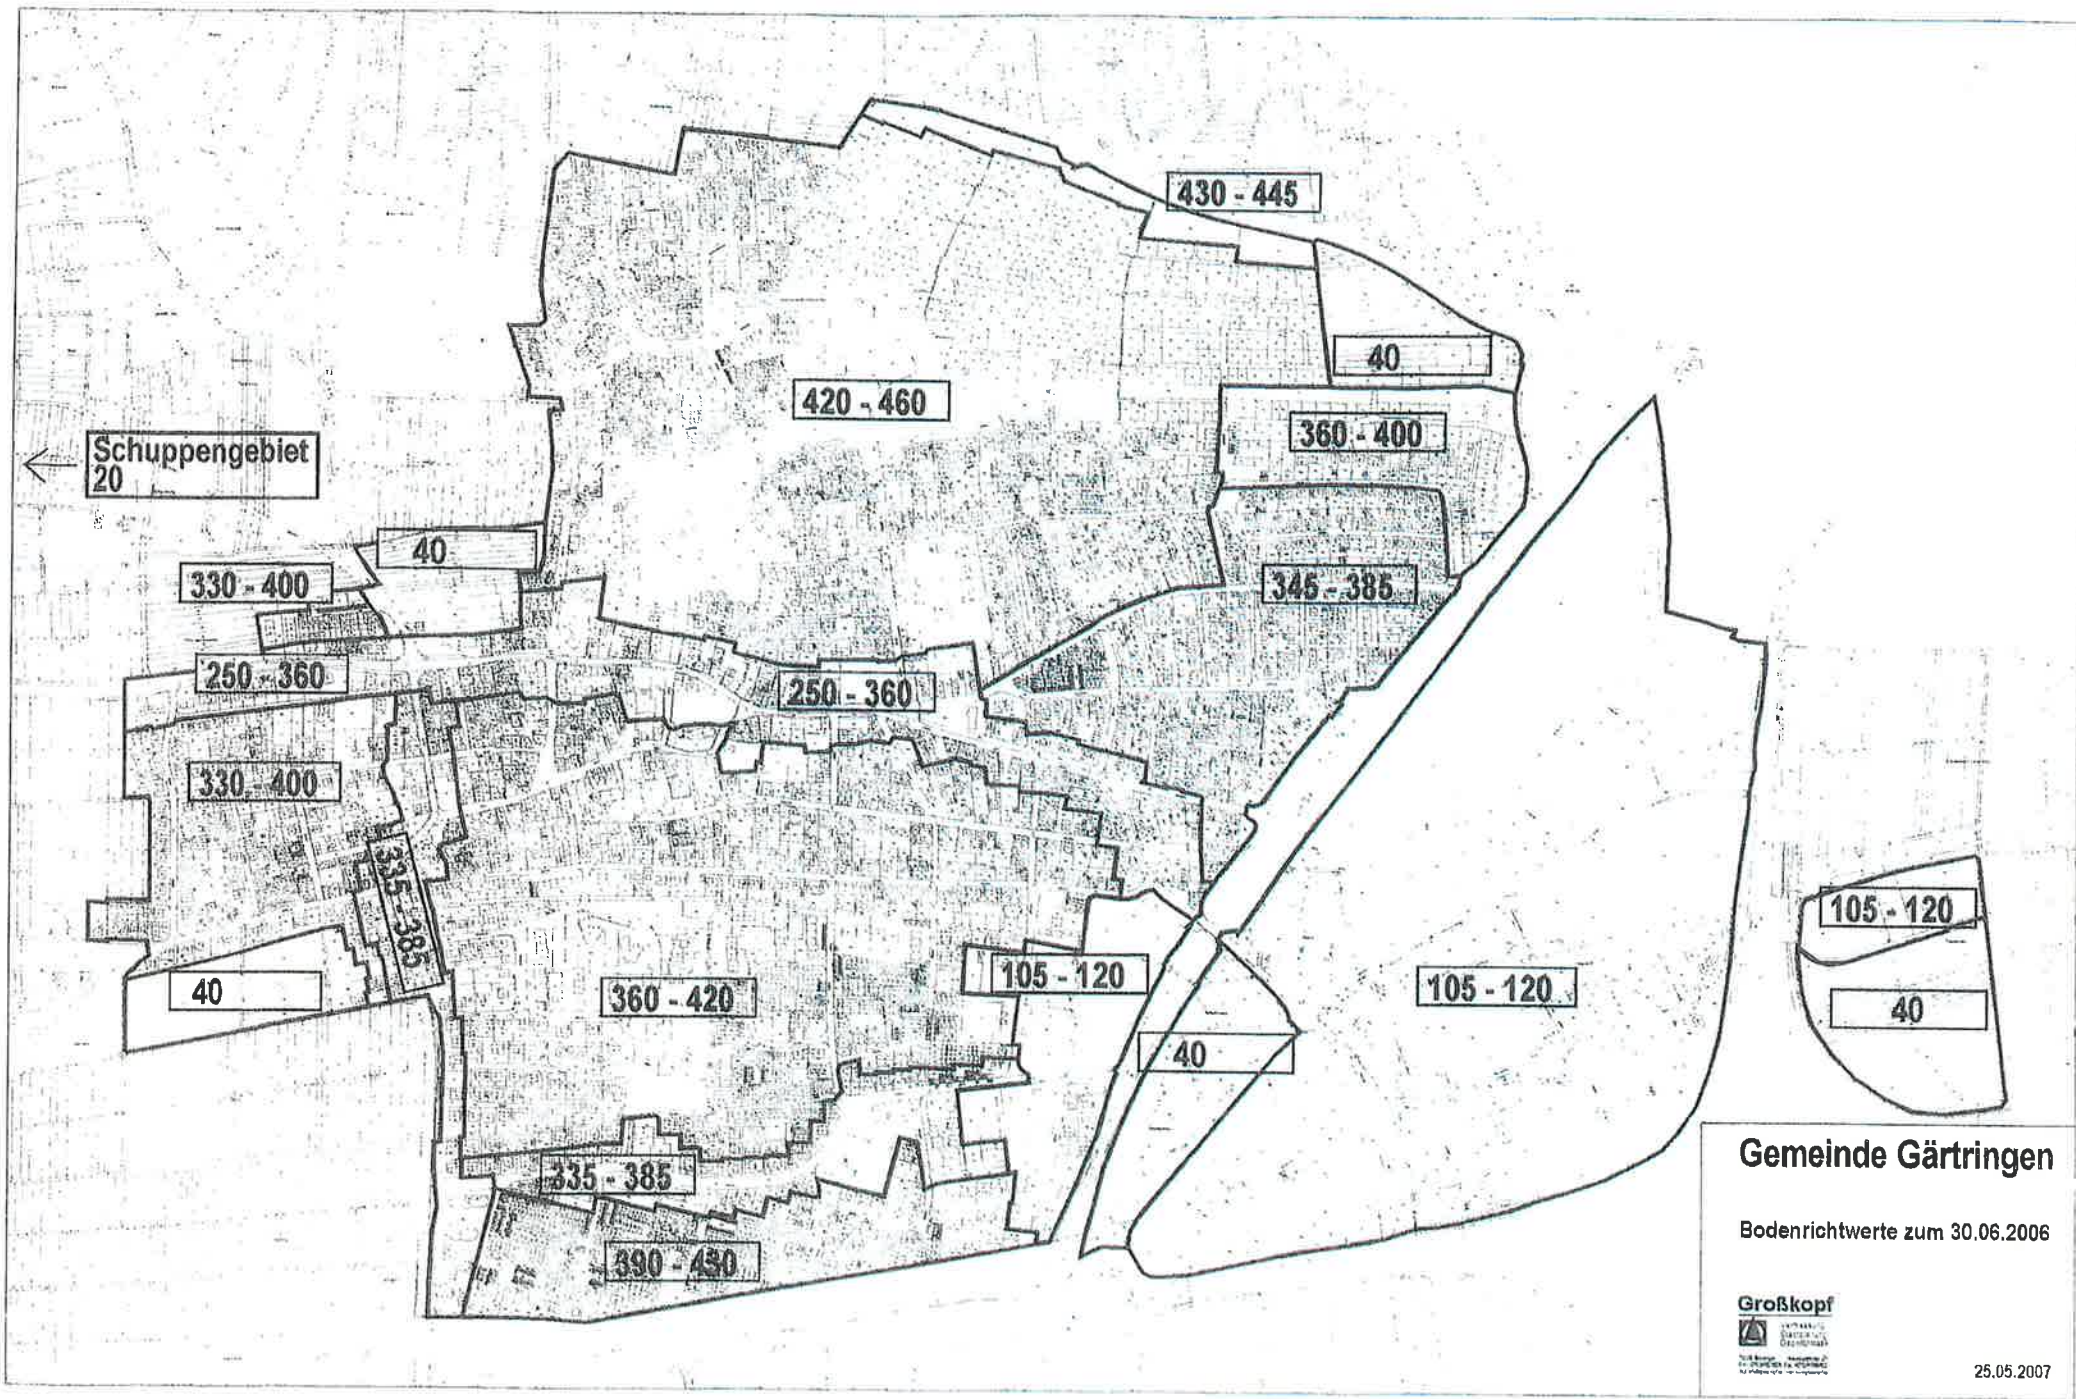 430 - 445
40
420 - 460
360 - 400
Schuppengebiet
20
40
330 - 400
345 - 385
250 - 360
250 - 360
330 - 400
335 - 385
105 - 120
40
105 - 120
360 - 420
105 - 120
40
40
335 - 385
390 - 430
Gemeinde Gärtringen
Bodenrichtwerte zum 30.06.2006
Großkopf
25.05.2007